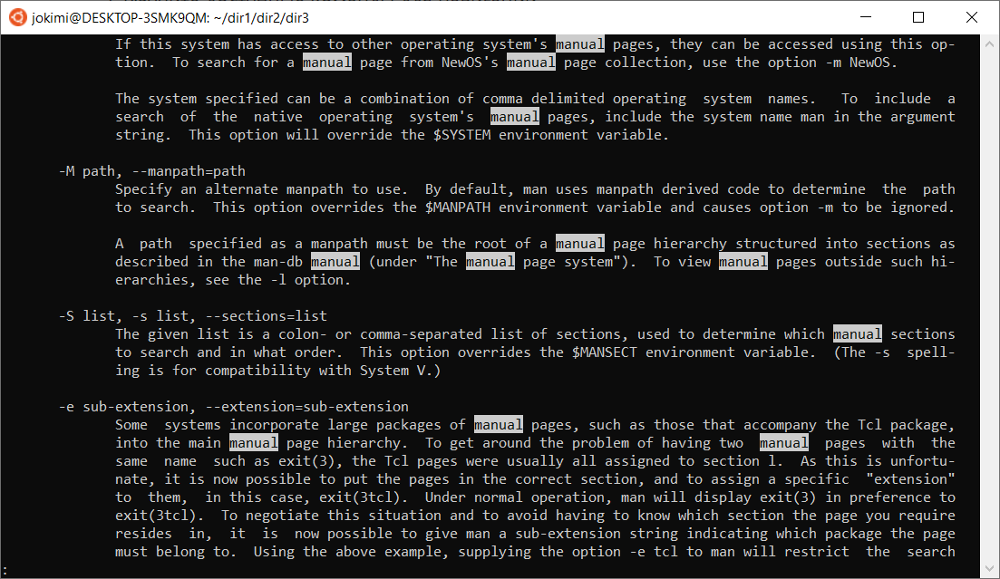 jokimi@DESKTOP-3SMK9QM: ~/dir1/dir2/dir3
If this system has access to other operating system's manual pages, they can be accessed using this op-
tion.  To search for a manual page from NewOS's manual page collection, use the option -m NewOS.
The system specified can be a combination of comma delimited operating  system  names.   To  include  a
search  of  the  native  operating  system's  manual pages, include the system name man in the argument
string.  This option will override the $SYSTEM environment variable.
-M path, --manpath=path
Specify an alternate manpath to use.  By default, man uses manpath derived code to determine  the  path
to search.  This option overrides the $MANPATH environment variable and causes option -m to be ignored.
A  path  specified as a manpath must be the root of a manual page hierarchy structured into sections as
described in the man-db manual (under "The manual page system").  To view manual pages outside such hi-
erarchies, see the -l option.
-S list, -s list, --sections=list
The given list is a colon- or comma-separated list of sections, used to determine which manual sections
to search and in what order.  This option overrides the $MANSECT environment variable.  (The -s  spell-
ing is for compatibility with System V.)
-e sub-extension, --extension=sub-extension
Some  systems incorporate large packages of manual pages, such as those that accompany the Tcl package,
into the main manual page hierarchy.  To get around the problem of having two  manual  pages  with  the
same  name  such as exit(3), the Tcl pages were usually all assigned to section l.  As this is unfortu-
nate, it is now possible to put the pages in the correct section, and to assign a specific  "extension"
to  them,  in this case, exit(3tcl).  Under normal operation, man will display exit(3) in preference to
exit(3tcl).  To negotiate this situation and to avoid having to know which section the page you require
resides  in,  it  is  now possible to give man a sub-extension string indicating which package the page
must belong to.  Using the above example, supplying the option -e tcl to man will restrict  the  search
: